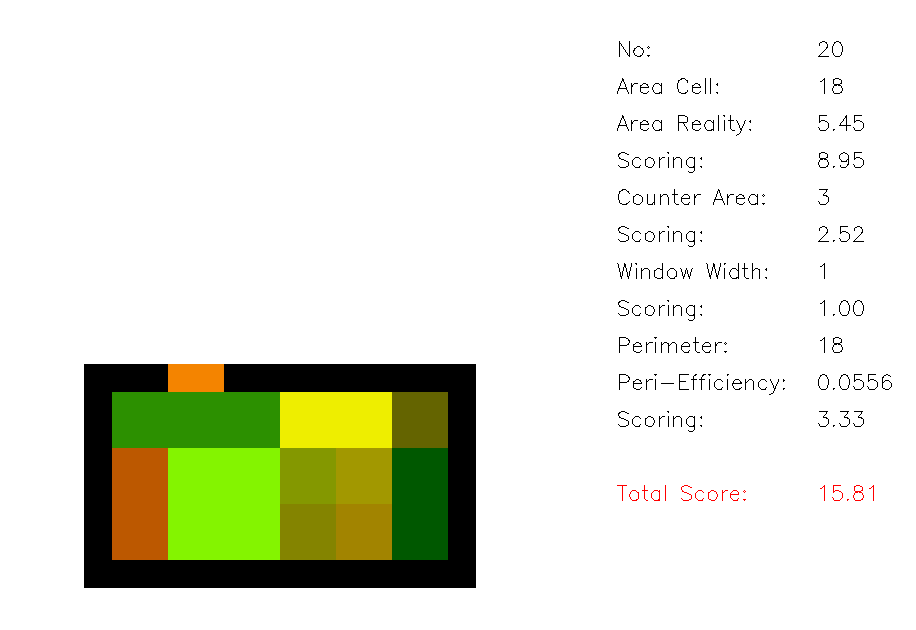 No: 20
Area Cell: 18
Area Reality: 5.45
Scoring: 8.95
Counter Area: 3
Scoring: 2.52
Window Width: 1
Scoring: 1.00
Perimeter: 18
Peri-Efficiency: 0.0556
Scoring: 3.33
Total Score: 15.81